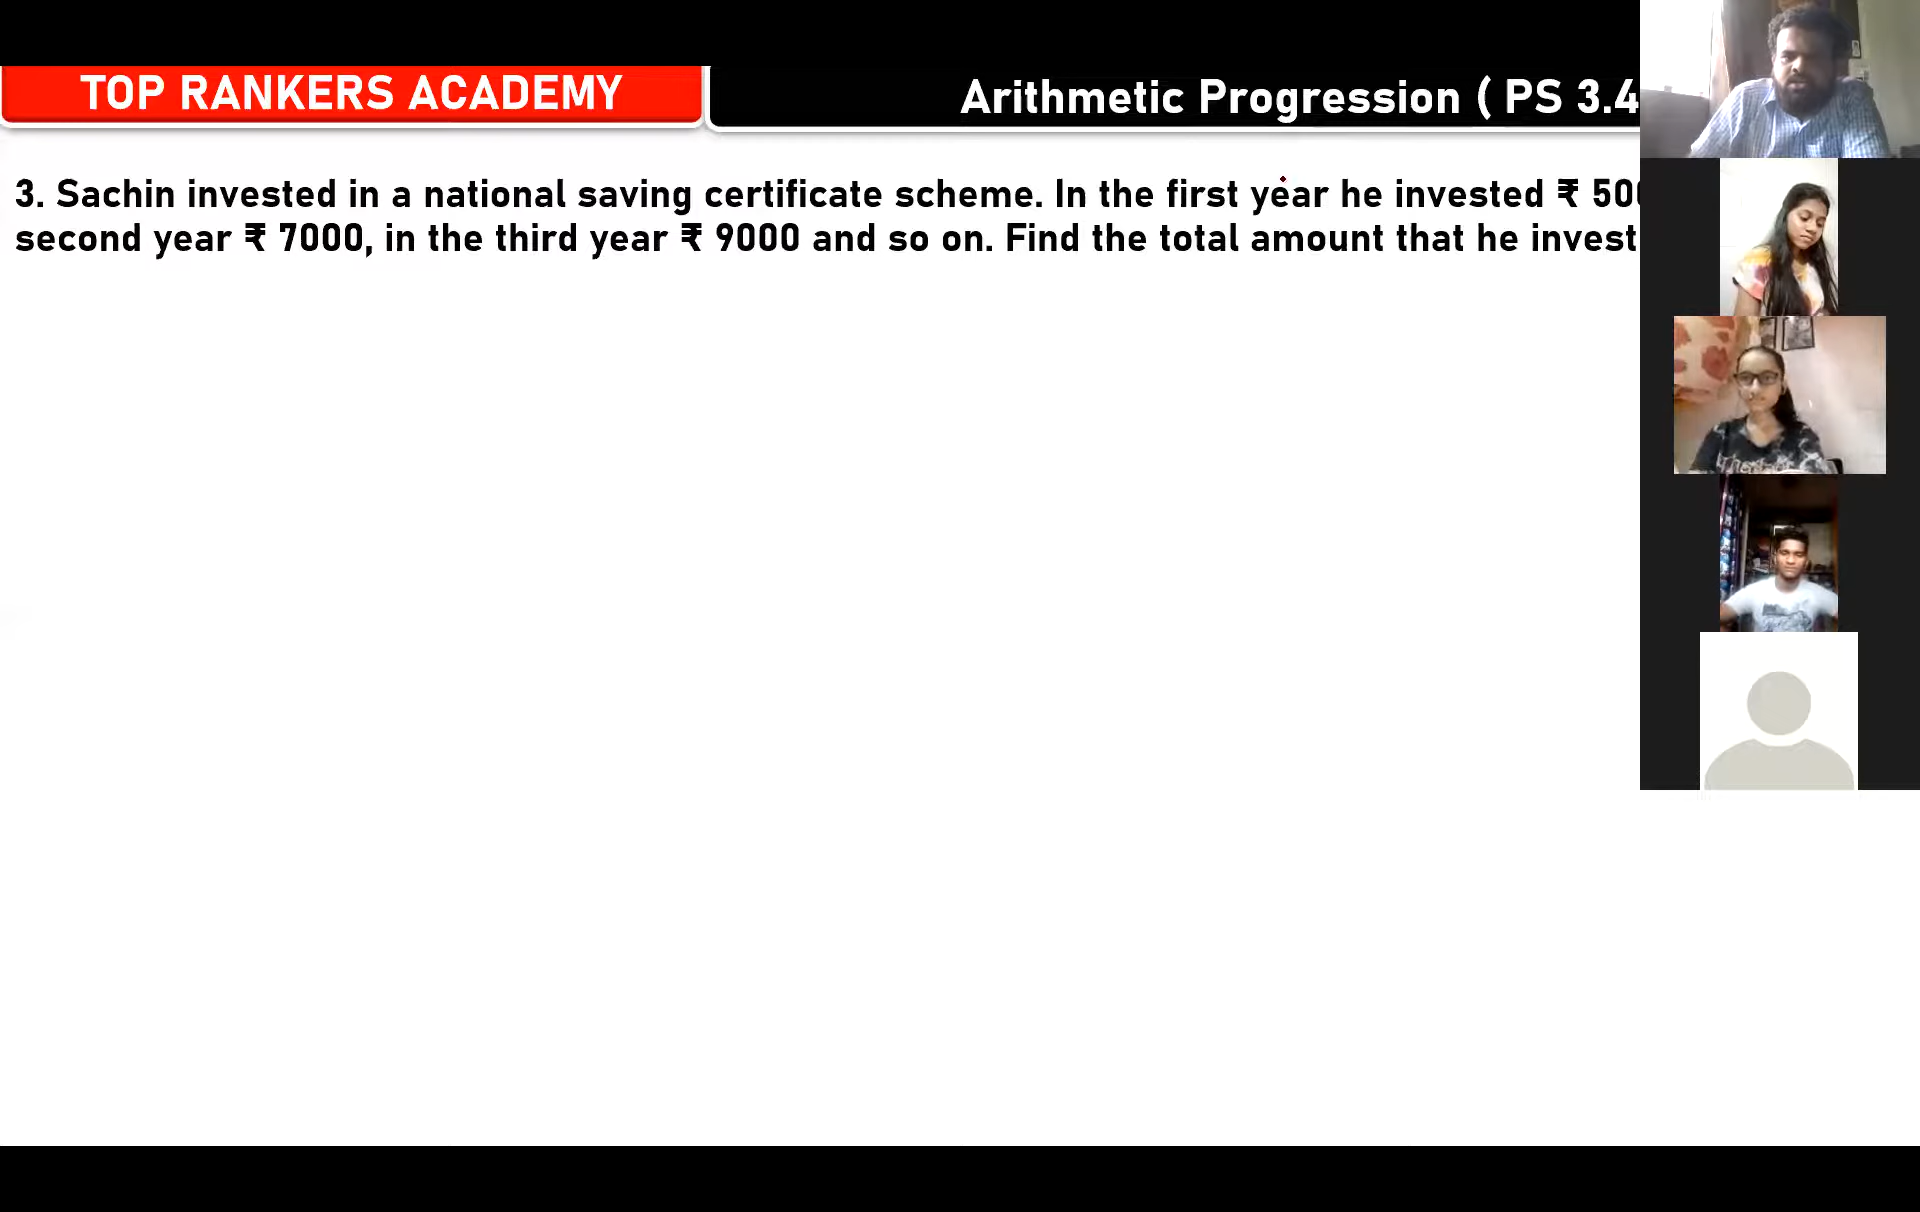 TOP RANKERS ACADEMY
Arithmetic Progression ( PS 3.4
3. Sachin invested in a national saving certificate scheme. In the first year he invested ₹
second year ₹ 7000, in the third year ₹ 9000 and so on. Find the total amount that he invest